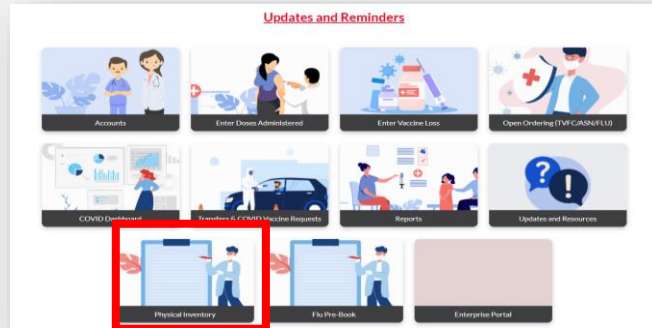 Updates and Reminders
Accounts
Enter Doses Administered
Enter Vaccine Loss
Open Ordering (TVFC/ASN/FLU)
COVID Dashboard
Transfers & COVID Vaccine Requests
Reports
Updates and Resources
Physical Inventory
Flu Pre-Book
Enterprise Portal